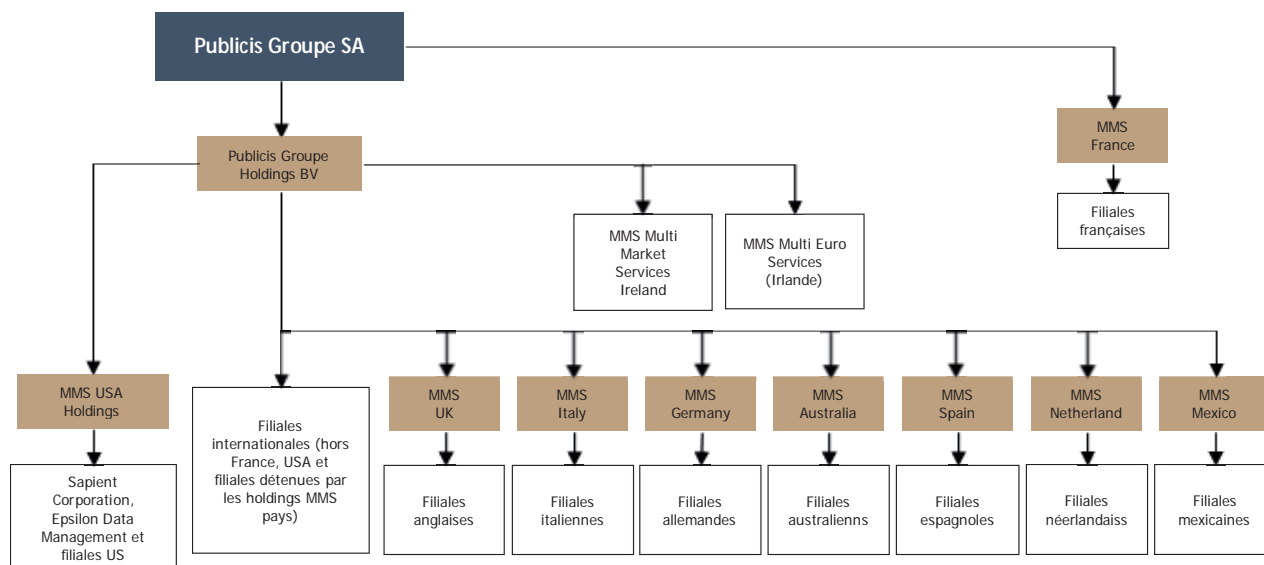 Publicis Groupe SA
MMS
France
Publicis Groupe
Holdings BV
Filiales
françaises
MMS Multi
Market
Services
Ireland
MMS Multi Euro
Services
(Irlande)
MMS USA
Holdings
Filiales
internationales (hors
France, USA et
filiales détenues par
les holdings MMS
pays)
MMS
UK
MMS
Italy
MMS
Germany
MMS
Australia
MMS
Spain
MMS
Netherland
MMS
Mexico
Sapient
Corporation,
Epsilon Data
Management et
filiales US
Filiales
anglaises
Filiales
italiennes
Filiales
allemandes
Filiales
australienns
Filiales
espagnoles
Filiales
néerlandaiss
Filiales
mexicaines